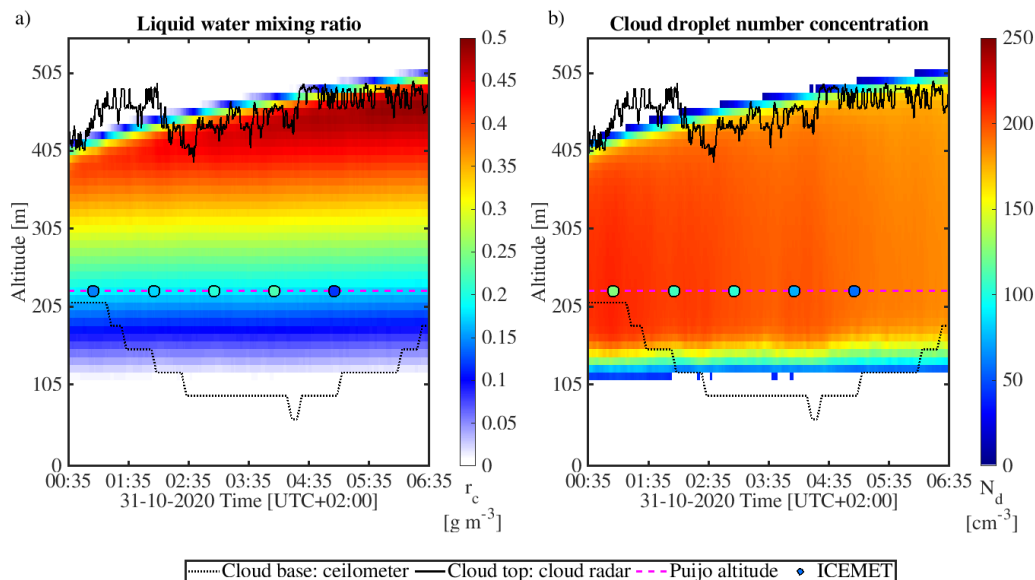 a)
Liquid water mixing ratio
Altitude [m]
505
405
305
205
105
0
00:35 01:35 02:35 03:35 04:35 05:35 06:35
31-10-2020 Time [UTC+02:00]
0.5
0.45
0.4
0.35
0.3
0.25
0.2
0.15
0.1
0.05
0
r_c
[g m⁻³]
b)
Cloud droplet number concentration
Altitude [m]
505
405
305
205
105
0
00:35 01:35 02:35 03:35 04:35 05:35 06:35
31-10-2020 Time [UTC+02:00]
250
200
150
100
50
0
N_d
[cm⁻³]
Cloud base: ceilometer Cloud top: cloud radar Puijo altitude ICEMET